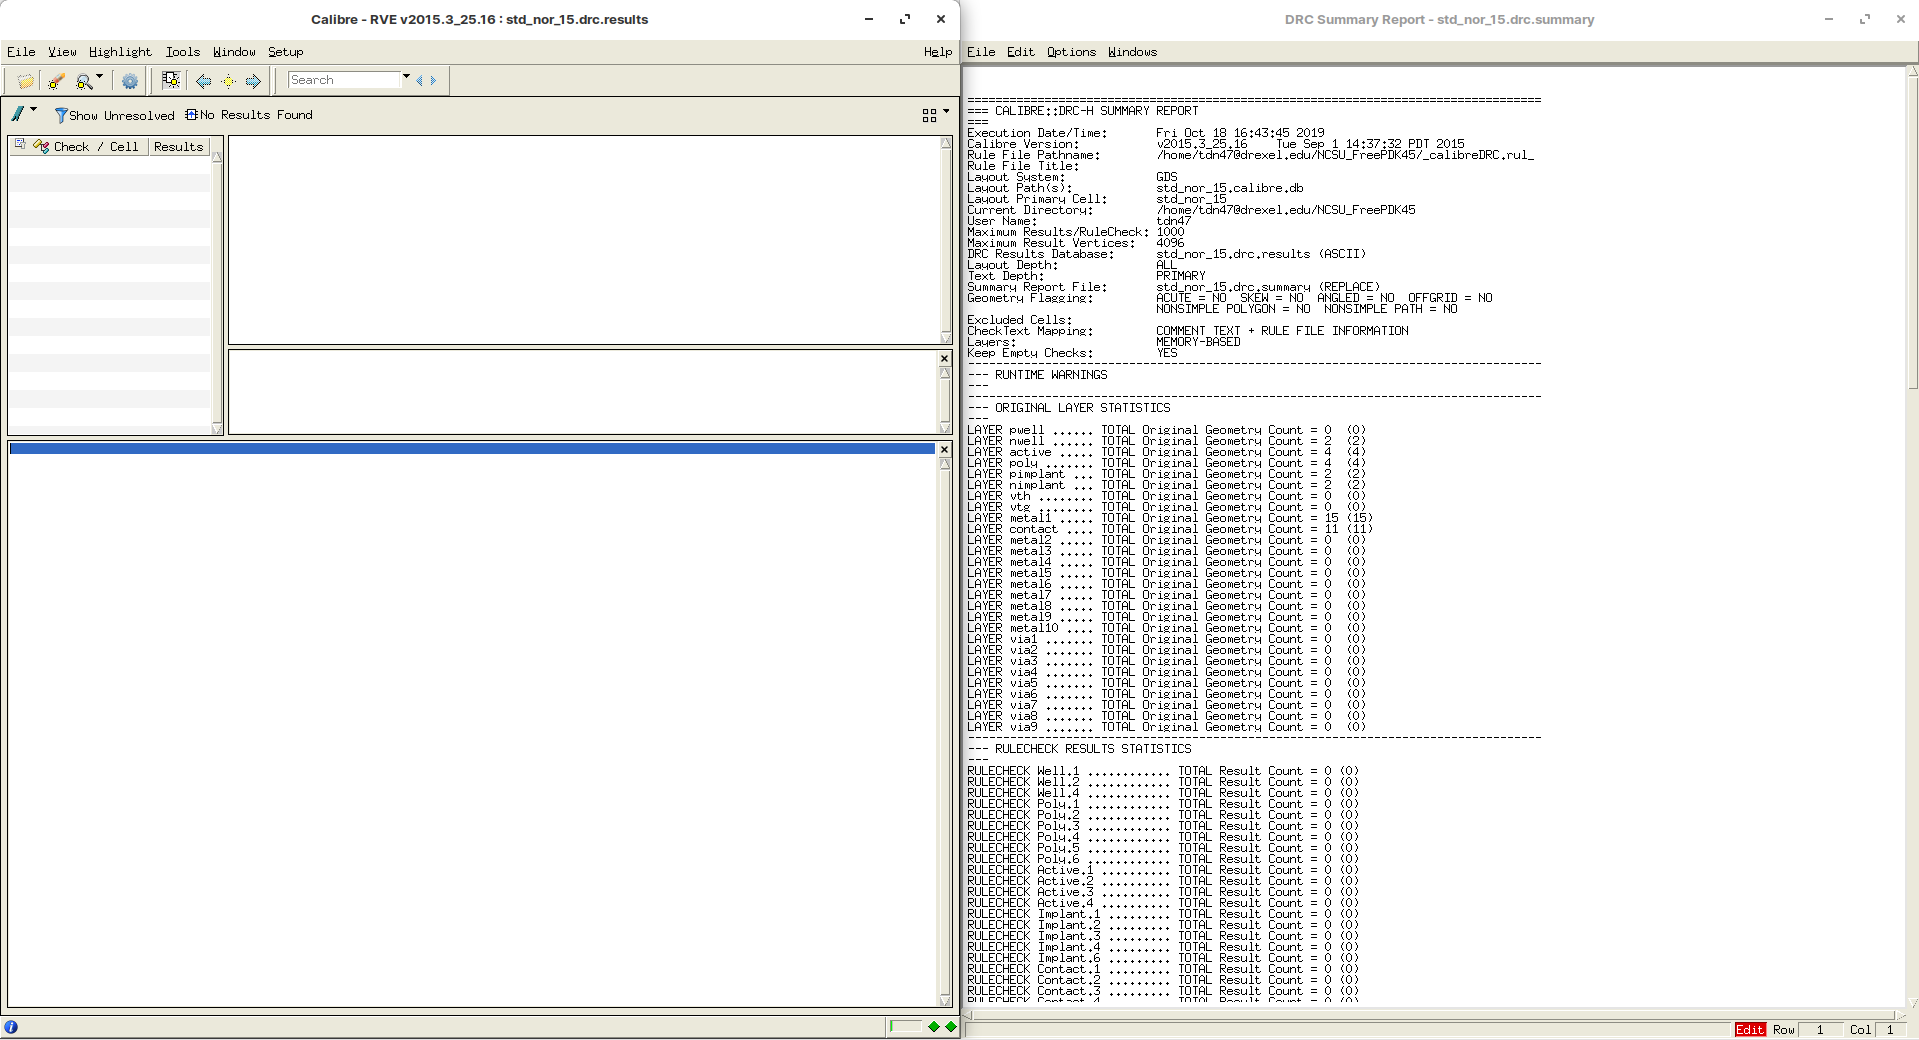 Calibre - RVE v2015.3_25.16 : std_nor_15.drc.results
File View Highlight Tools Window Setup Help
Search
Show Unresolved No Results Found
Check / Cell Results
DRC Summary Report - std_nor_15.drc.summary
File Edit Options Windows
==================================================================================
=== CALIBRE::DRC-H SUMMARY REPORT
===
Execution Date/Time: Fri Oct 18 16:43:45 2019
Calibre Version: v2015.3_25.16 Tue Sep 1 14:37:32 PDT 2015
Rule File Pathname: /home/tdn47@drexel.edu/NCSU_FreePDK45/_calibreDRC.rul_
Rule File Title:
Layout System: GDS
Layout Path(s): std_nor_15.calibre.db
Layout Primary Cell: std_nor_15
Current Directory: /home/tdn47@drexel.edu/NCSU_FreePDK45
User Name: tdn47
Maximum Results/RuleCheck: 1000
Maximum Result Vertices: 4096
DRC Results Database: std_nor_15.drc.results (ASCII)
Layout Depth: ALL
Text Depth: PRIMARY
Summary Report File: std_nor_15.drc.summary (REPLACE)
Geometry Flagging: ACUTE = NO SKEW = NO ANGLED = NO OFFGRID = NO
NONSIMPLE POLYGON = NO NONSIMPLE PATH = NO
Excluded Cells:
CheckText Mapping: COMMENT TEXT + RULE FILE INFORMATION
Layers: MEMORY-BASED
Keep Empty Checks: YES
----------------------------------------------------------------------------------
--- RUNTIME WARNINGS
---
----------------------------------------------------------------------------------
--- ORIGINAL LAYER STATISTICS
---
LAYER pwell ...... TOTAL Original Geometry Count = 0 (0)
LAYER nwell ...... TOTAL Original Geometry Count = 2 (2)
LAYER active ..... TOTAL Original Geometry Count = 4 (4)
LAYER poly ....... TOTAL Original Geometry Count = 4 (4)
LAYER pimplant ... TOTAL Original Geometry Count = 2 (2)
LAYER nimplant ... TOTAL Original Geometry Count = 2 (2)
LAYER vth ........ TOTAL Original Geometry Count = 0 (0)
LAYER vtg ........ TOTAL Original Geometry Count = 0 (0)
LAYER metal1 ..... TOTAL Original Geometry Count = 15 (15)
LAYER contact .... TOTAL Original Geometry Count = 11 (11)
LAYER metal2 ..... TOTAL Original Geometry Count = 0 (0)
LAYER metal3 ..... TOTAL Original Geometry Count = 0 (0)
LAYER metal4 ..... TOTAL Original Geometry Count = 0 (0)
LAYER metal5 ..... TOTAL Original Geometry Count = 0 (0)
LAYER metal6 ..... TOTAL Original Geometry Count = 0 (0)
LAYER metal7 ..... TOTAL Original Geometry Count = 0 (0)
LAYER metal8 ..... TOTAL Original Geometry Count = 0 (0)
LAYER metal9 ..... TOTAL Original Geometry Count = 0 (0)
LAYER metal10 .... TOTAL Original Geometry Count = 0 (0)
LAYER via1 ....... TOTAL Original Geometry Count = 0 (0)
LAYER via2 ....... TOTAL Original Geometry Count = 0 (0)
LAYER via3 ....... TOTAL Original Geometry Count = 0 (0)
LAYER via4 ....... TOTAL Original Geometry Count = 0 (0)
LAYER via5 ....... TOTAL Original Geometry Count = 0 (0)
LAYER via6 ....... TOTAL Original Geometry Count = 0 (0)
LAYER via7 ....... TOTAL Original Geometry Count = 0 (0)
LAYER via8 ....... TOTAL Original Geometry Count = 0 (0)
LAYER via9 ....... TOTAL Original Geometry Count = 0 (0)
----------------------------------------------------------------------------------
--- RULECHECK RESULTS STATISTICS
---
RULECHECK Well.1 ............ TOTAL Result Count = 0 (0)
RULECHECK Well.2 ............ TOTAL Result Count = 0 (0)
RULECHECK Well.4 ............ TOTAL Result Count = 0 (0)
RULECHECK Poly.1 ............ TOTAL Result Count = 0 (0)
RULECHECK Poly.2 ............ TOTAL Result Count = 0 (0)
RULECHECK Poly.3 ............ TOTAL Result Count = 0 (0)
RULECHECK Poly.4 ............ TOTAL Result Count = 0 (0)
RULECHECK Poly.5 ............ TOTAL Result Count = 0 (0)
RULECHECK Poly.6 ............ TOTAL Result Count = 0 (0)
RULECHECK Active.1 .......... TOTAL Result Count = 0 (0)
RULECHECK Active.2 .......... TOTAL Result Count = 0 (0)
RULECHECK Active.3 .......... TOTAL Result Count = 0 (0)
RULECHECK Active.4 .......... TOTAL Result Count = 0 (0)
RULECHECK Implant.1 ......... TOTAL Result Count = 0 (0)
RULECHECK Implant.2 ......... TOTAL Result Count = 0 (0)
RULECHECK Implant.3 ......... TOTAL Result Count = 0 (0)
RULECHECK Implant.4 ......... TOTAL Result Count = 0 (0)
RULECHECK Implant.6 ......... TOTAL Result Count = 0 (0)
RULECHECK Contact.1 ......... TOTAL Result Count = 0 (0)
RULECHECK Contact.2 ......... TOTAL Result Count = 0 (0)
RULECHECK Contact.3 ......... TOTAL Result Count = 0 (0)
RULECHECK Contact.4 ......... TOTAL Result Count = 0 (0)
Edit Row 1 Col 1